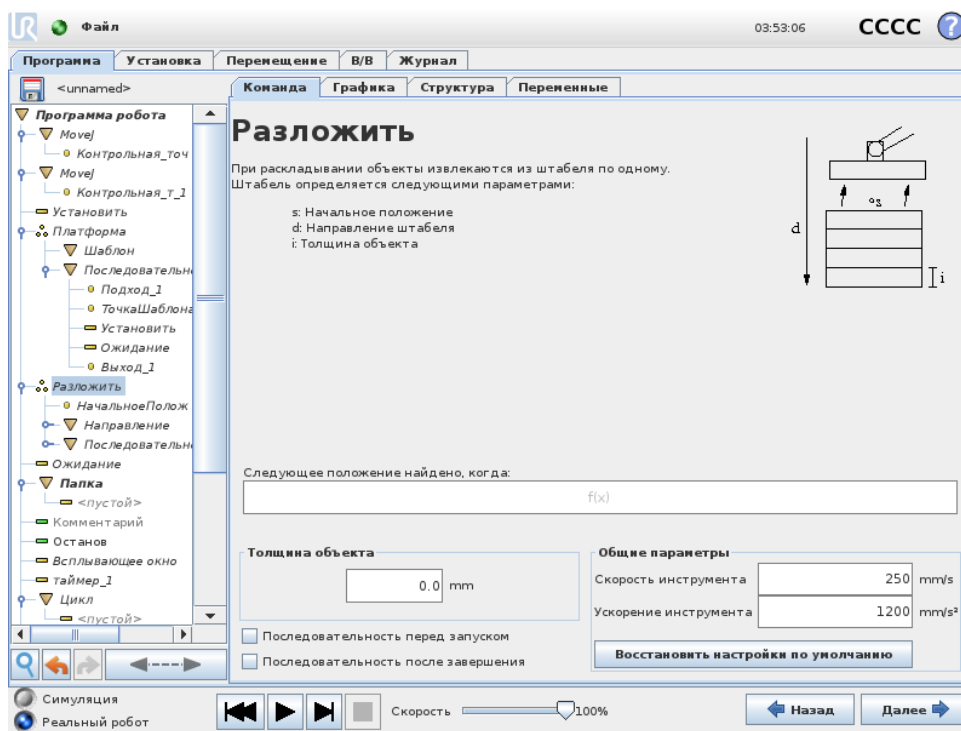 UR Файл 03:53:06 CCCC ?
Программа Установка Перемещение В/В Журнал
<unnamed>
Команда Графика Структура Переменные
Программа робота
MoveJ
Контрольная_точ
MoveJ
Контрольная_т_1
Установить
Платформа
Шаблон
Последовательн
Подход_1
ТочкаШаблона
Установить
Ожидание
Выход_1
Разложить
НачальноеПолож
Направление
Последовательн
Ожидание
Папка
<пустой>
Комментарий
Останов
Всплывающее окно
таймер_1
Цикл
<пустой>
Разложить
При раскладывании объекты извлекаются из штабеля по одному.
Штабель определяется следующими параметрами:
s: Начальное положение
d: Направление штабеля
i: Толщина объекта
s
d
i
Следующее положение найдено, когда:
f(x)
Толщина объекта
0.0 mm
Последовательность перед запуском
Последовательность после завершения
Общие параметры
Скорость инструмента 250 mm/s
Ускорение инструмента 1200 mm/s²
Восстановить настройки по умолчанию
Симуляция
Реальный робот
Скорость 100%
Назад Далее